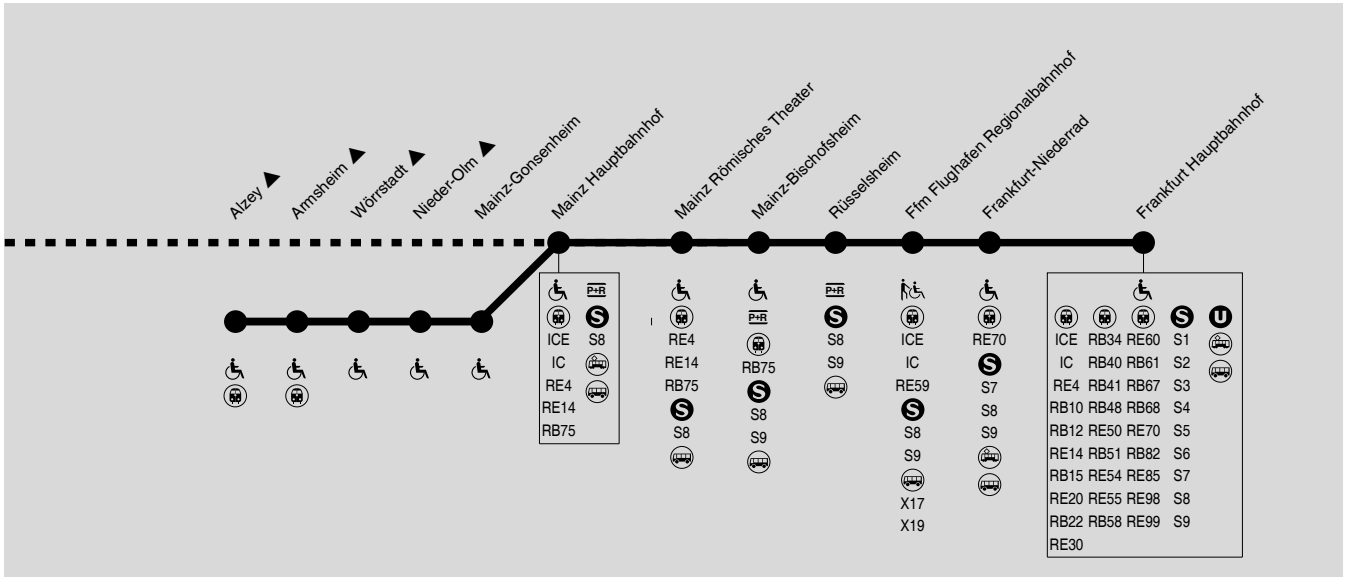 Alzey
Armsheim
Wörrstadt
Nieder-Olm
Mainz-Gonsenheim
Mainz Hauptbahnhof
Mainz Römisches Theater
Mainz-Bischofsheim
Rüsselsheim
Ffm Flughafen Regionalbahnhof
Frankfurt-Niederrad
Frankfurt Hauptbahnhof
P+R
S
ICE S8
IC
RE4
RE14
RB75
RE4
RE14
RB75
S
S8
P+R
RB75
S
S8
S9
P+R
S
S8
S9
ICE
IC
RE59
S
S8
S9
X17
X19
RE70
S
S7
S8
S9
S U
ICE RB34 RE60 S1
IC RB40 RB61 S2
RE4 RB41 RB67 S3
RB10 RB48 RB68 S4
RB12 RE50 RE70 S5
RE14 RB51 RB82 S6
RB15 RE54 RE85 S7
RE20 RE55 RE98 S8
RB22 RB58 RE99 S9
RE30